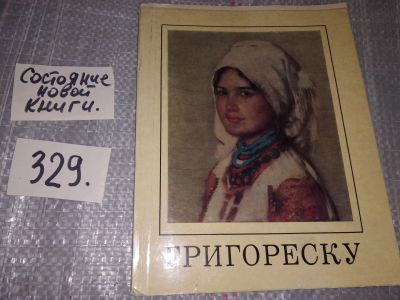 Состояние
новой
книги.
329.
ГРИГОРЕСКУ